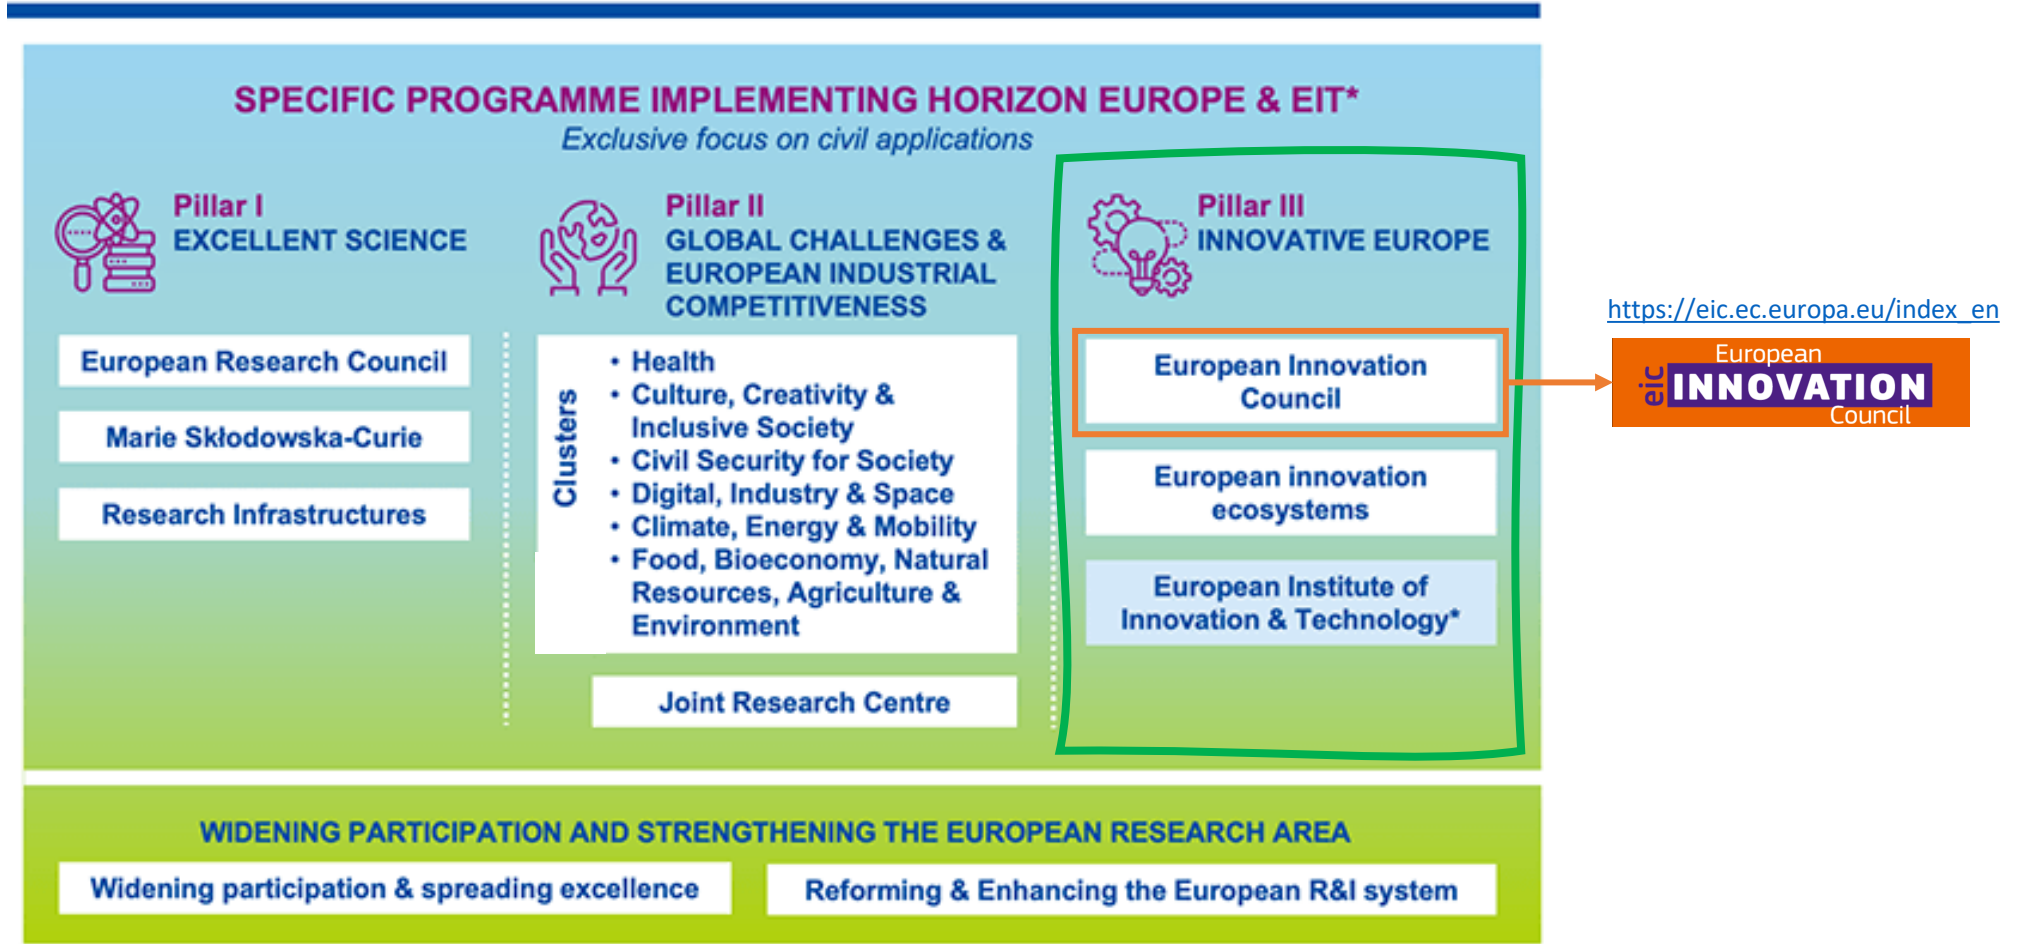 SPECIFIC PROGRAMME IMPLEMENTING HORIZON EUROPE & EIT*
Exclusive focus on civil applications
Pillar I
EXCELLENT SCIENCE
European Research Council
Marie Skłodowska-Curie
Research Infrastructures
Pillar II
GLOBAL CHALLENGES &
EUROPEAN INDUSTRIAL
COMPETITIVENESS
Clusters
• Health
• Culture, Creativity &
Inclusive Society
• Civil Security for Society
• Digital, Industry & Space
• Climate, Energy & Mobility
• Food, Bioeconomy, Natural
Resources, Agriculture &
Environment
Joint Research Centre
Pillar III
INNOVATIVE EUROPE
European Innovation
Council
European innovation
ecosystems
European Institute of
Innovation & Technology*
https://eic.ec.europa.eu/index_en
eic
European
INNOVATION
Council
WIDENING PARTICIPATION AND STRENGTHENING THE EUROPEAN RESEARCH AREA
Widening participation & spreading excellence
Reforming & Enhancing the European R&I system